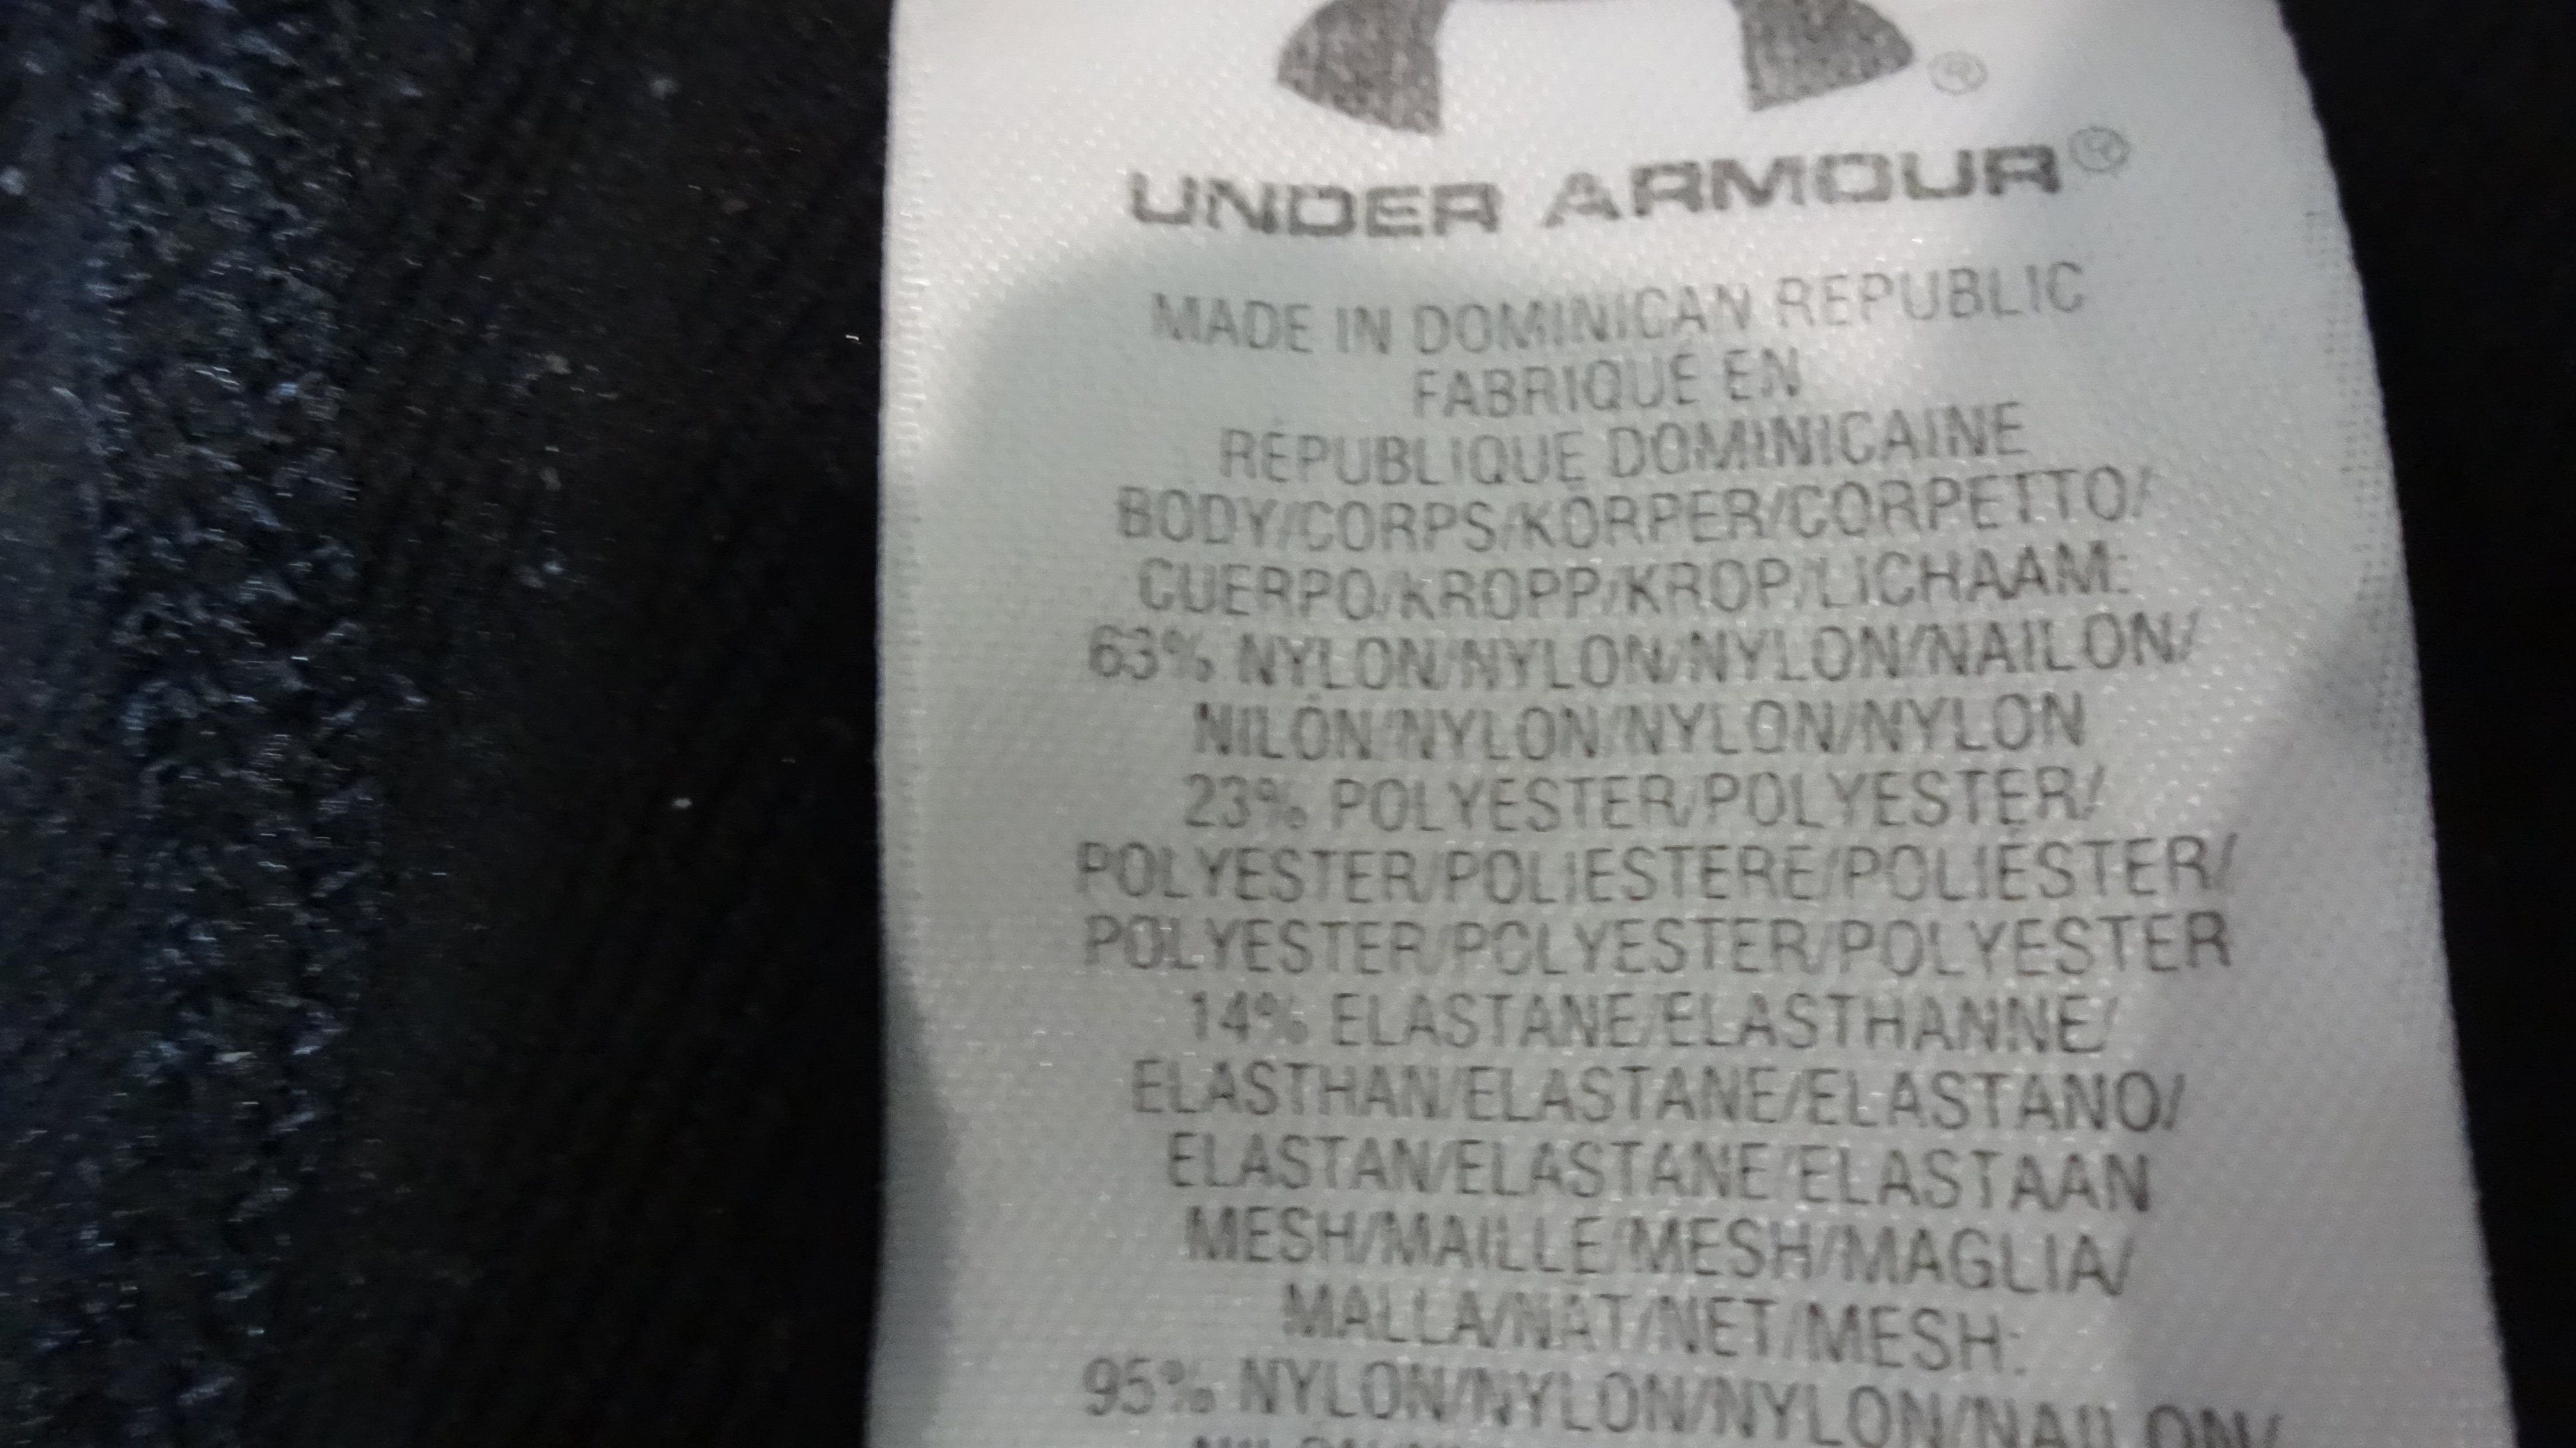 ®
UNDER ARMOUR®
MADE IN DOMINICAN REPUBLIC
FABRIQUÉ EN
RÉPUBLIQUE DOMINICAINE
BODY/CORPS/KÖRPER/CORPETTO/
CUERPO/KROPP/KROP/LICHAAM:
63% NYLON/NYLON/NYLON/NAILON/
NILÓN/NYLON/NYLON/NYLON
23% POLYESTER/POLYESTER/
POLYESTER/POLIESTERE/POLIÉSTER/
POLYESTER/POLYESTER/POLYESTER
14% ELASTANE/ELASTHANNE/
ELASTHAN/ELASTANE/ELASTANO/
ELASTAN/ELASTANE/ELASTAAN
MESH/MAILLE/MESH/MAGLIA/
MALLA/NÄT/NET/MESH:
95% NYLON/NYLON/NYLON/NAILON/